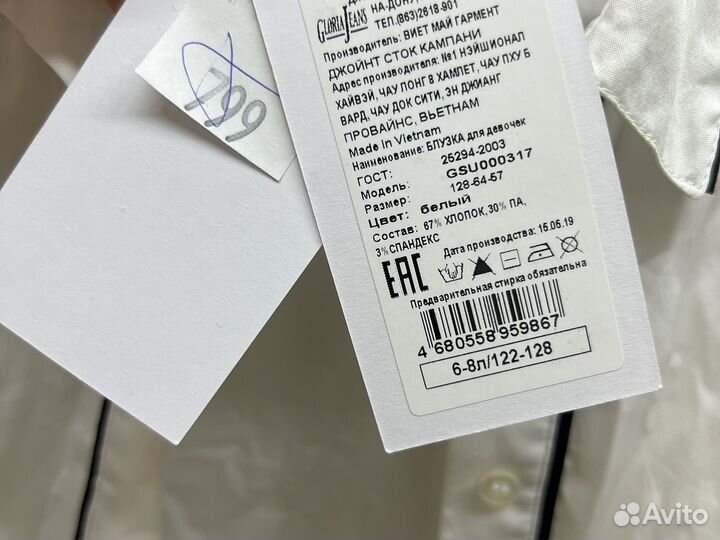 799
GLORIA JEANS
НА-ДОНУ
ТЕЛ.(863)2618-901
Производитель: ВИЕТ МАЙ ГАРМЕНТ
ДЖОЙНТ СТОК КАМПАНИ
Адрес производителя: №1 НЭЙШИОНАЛ
ХАЙВЭЙ, ЧАУ ЛОНГ 8 ХАМЛЕТ, ЧАУ ПХУ Б
ВАРД, ЧАУ ДОК СИТИ, ЭН ДЖИАНГ
ПРОВАЙНС, ВЬЕТНАМ
Made in Vietnam
Наименование: БЛУЗКА для девочек
ГОСТ: 25294-2003
Модель: GSU000317
Размер: 128-64-57
Цвет: белый
Состав: 67% ХЛОПОК,30% ПА,
3%СПАНДЕКС
Дата производства: 15.05.19
EAC
Предварительная стирка обязательна
4 680558 959867
6-8л/122-128
Avito